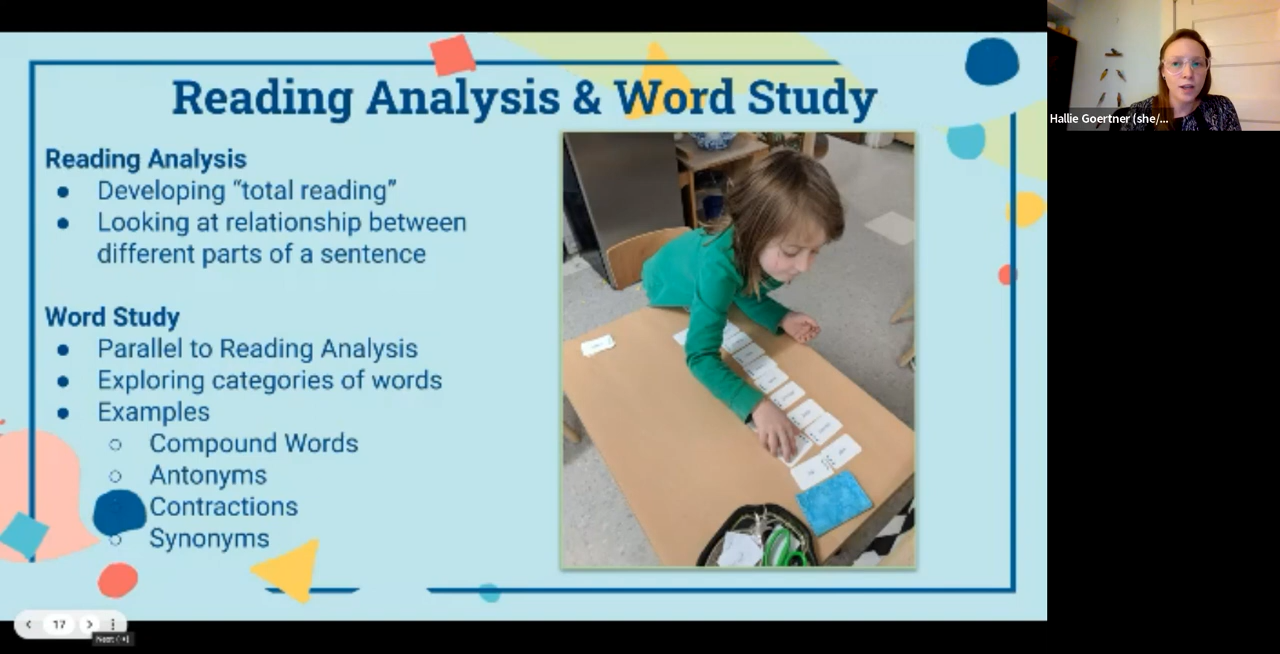 Reading Analysis & Word Study
Reading Analysis
● Developing “total reading”
● Looking at relationship between
different parts of a sentence
Word Study
● Parallel to Reading Analysis
● Exploring categories of words
● Examples
○ Compound Words
○ Antonyms
Contractions
○ Synonyms
17
Hallie Goertner (she/...